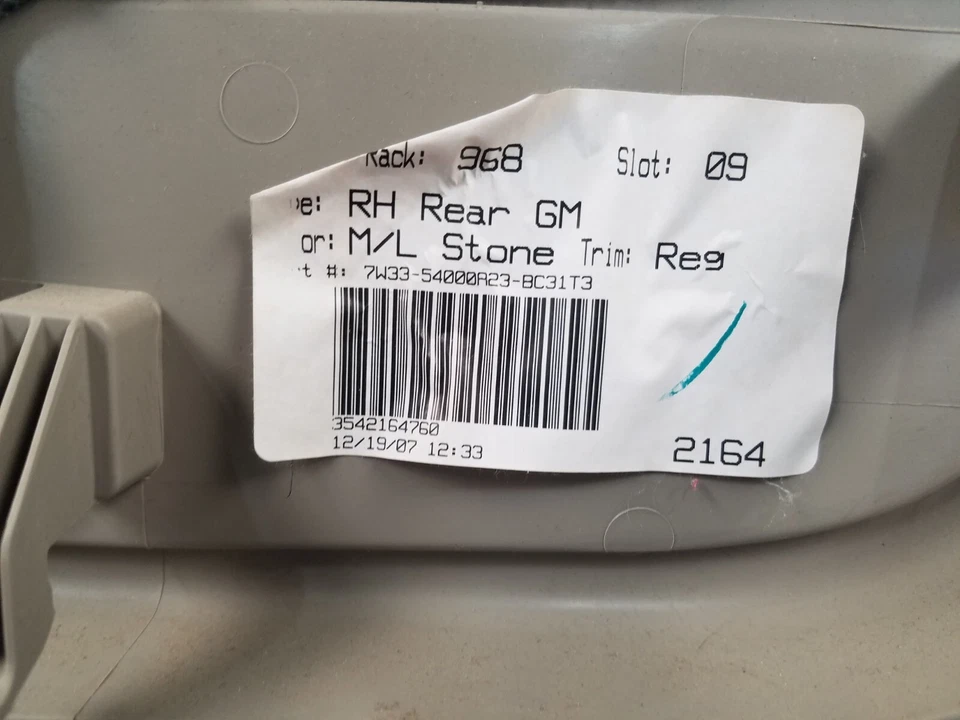 Rack: 968 Slot: 09
e: RH Rear GM
or: M/L Stone Trim: Reg
t #: 7W33-54000A23-BC31T3
3542164760
12/19/07 12:33
2164